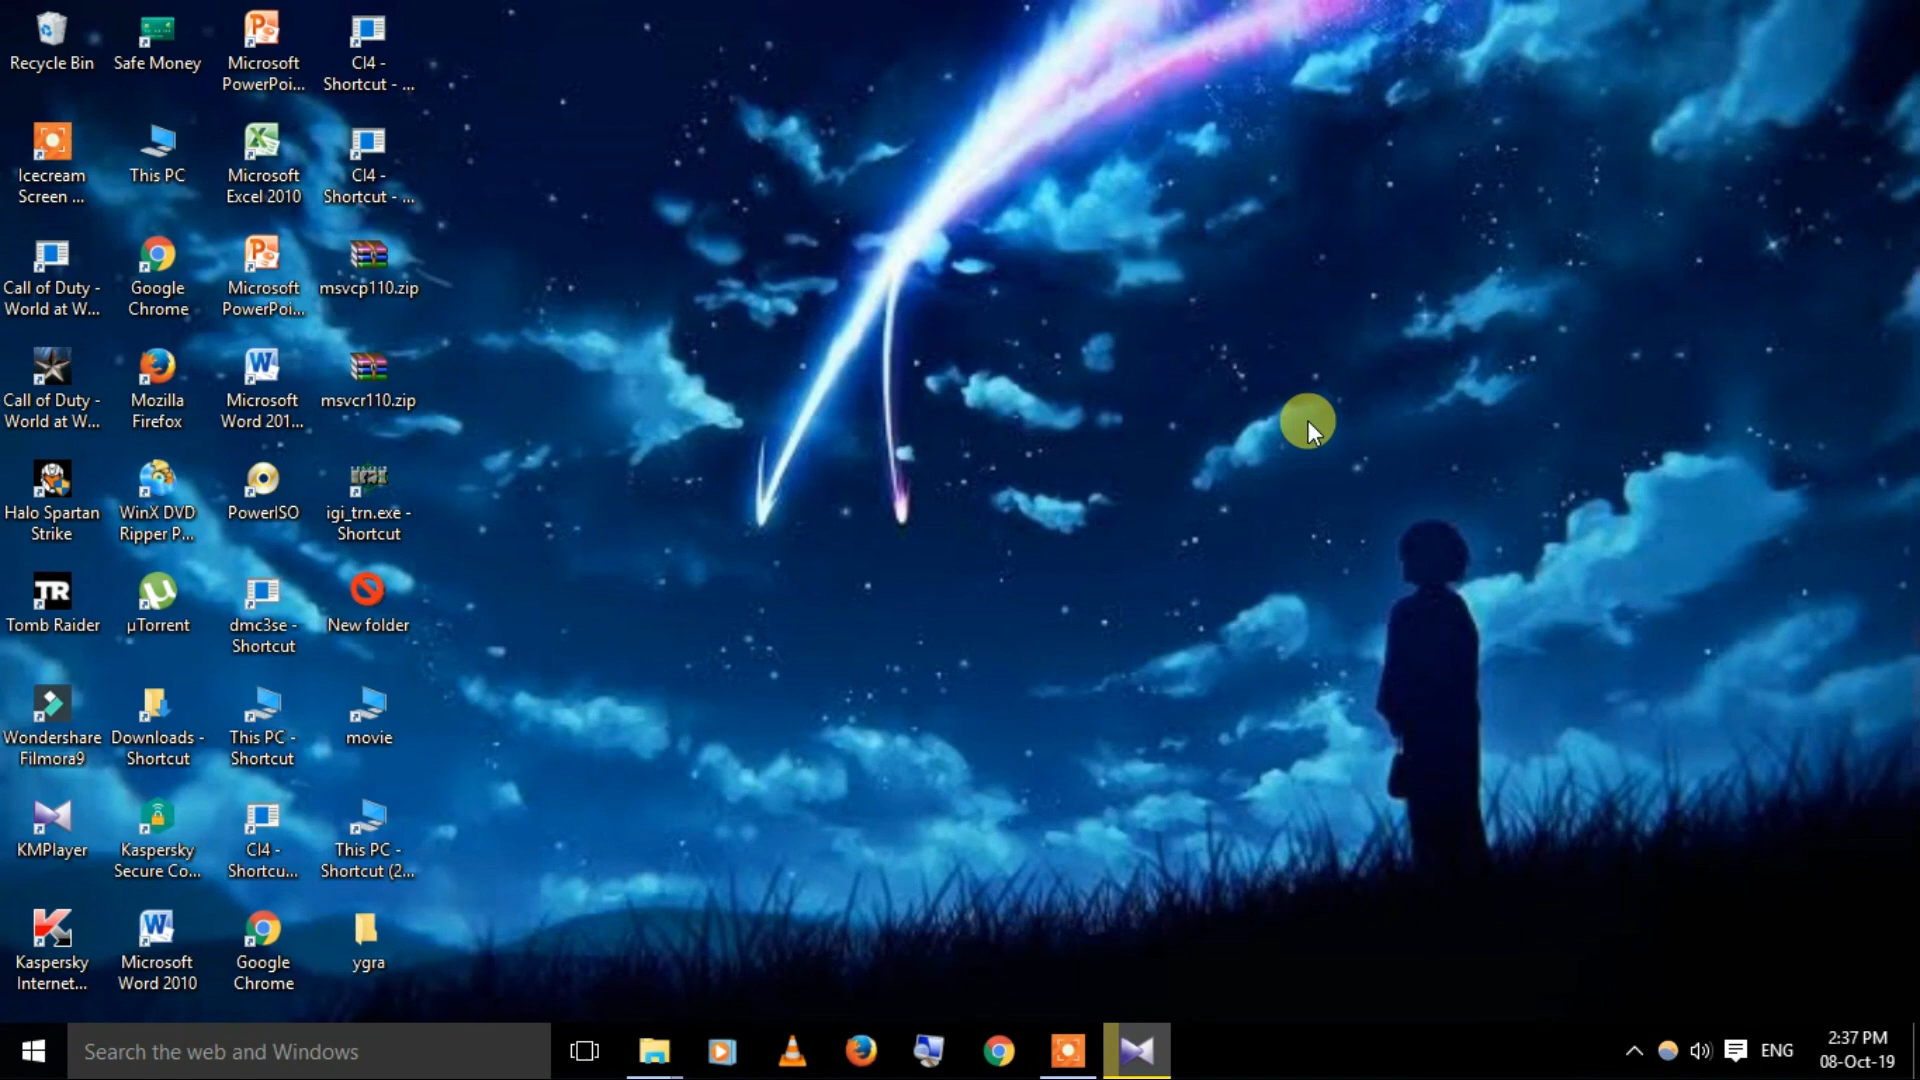 Recycle Bin
Safe Money
Microsoft
PowerPoi...
CI4 -
Shortcut - ...
Icecream
Screen ...
This PC
Microsoft
Excel 2010
CI4 -
Shortcut - ...
Call of Duty -
World at W...
Google
Chrome
Microsoft
PowerPoi...
msvcp110.zip
Call of Duty -
World at W...
Mozilla
Firefox
Microsoft
Word 201...
msvcr110.zip
Halo Spartan
Strike
WinX DVD
Ripper P...
PowerISO
igi_trn.exe -
Shortcut
TR
Tomb Raider
µTorrent
dmc3se -
Shortcut
New folder
Wondershare
Filmora9
Downloads -
Shortcut
This PC -
Shortcut
movie
KMPlayer
Kaspersky
Secure Co...
CI4 -
Shortcu...
This PC -
Shortcut (2...
Kaspersky
Internet...
Microsoft
Word 2010
Google
Chrome
ygra
Search the web and Windows
ENG
2:37 PM
08-Oct-19